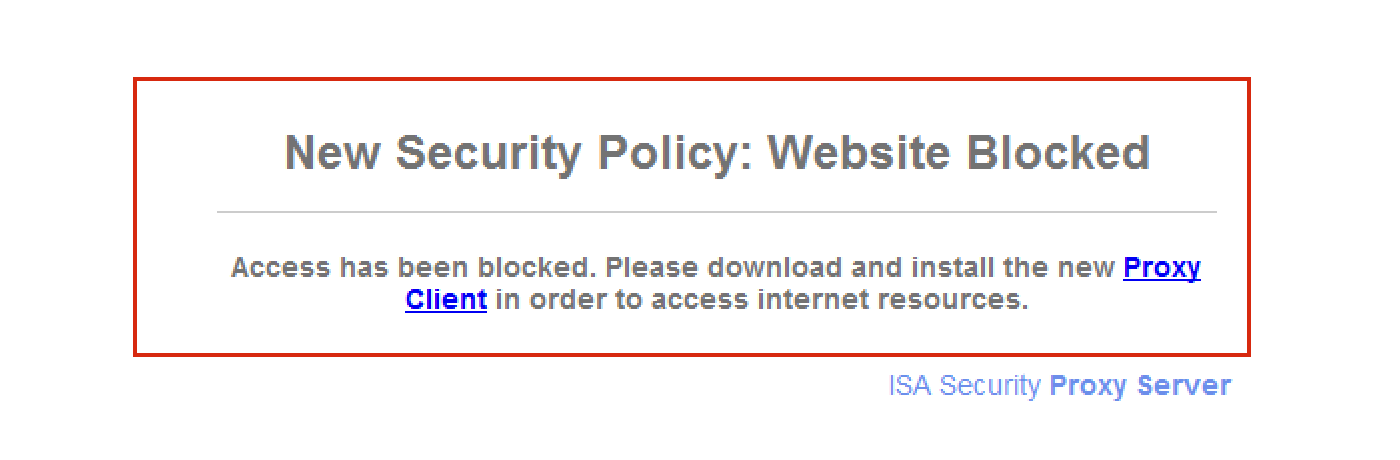 New Security Policy: Website Blocked
Access has been blocked. Please download and install the new Proxy
Client in order to access internet resources.
ISA Security Proxy Server